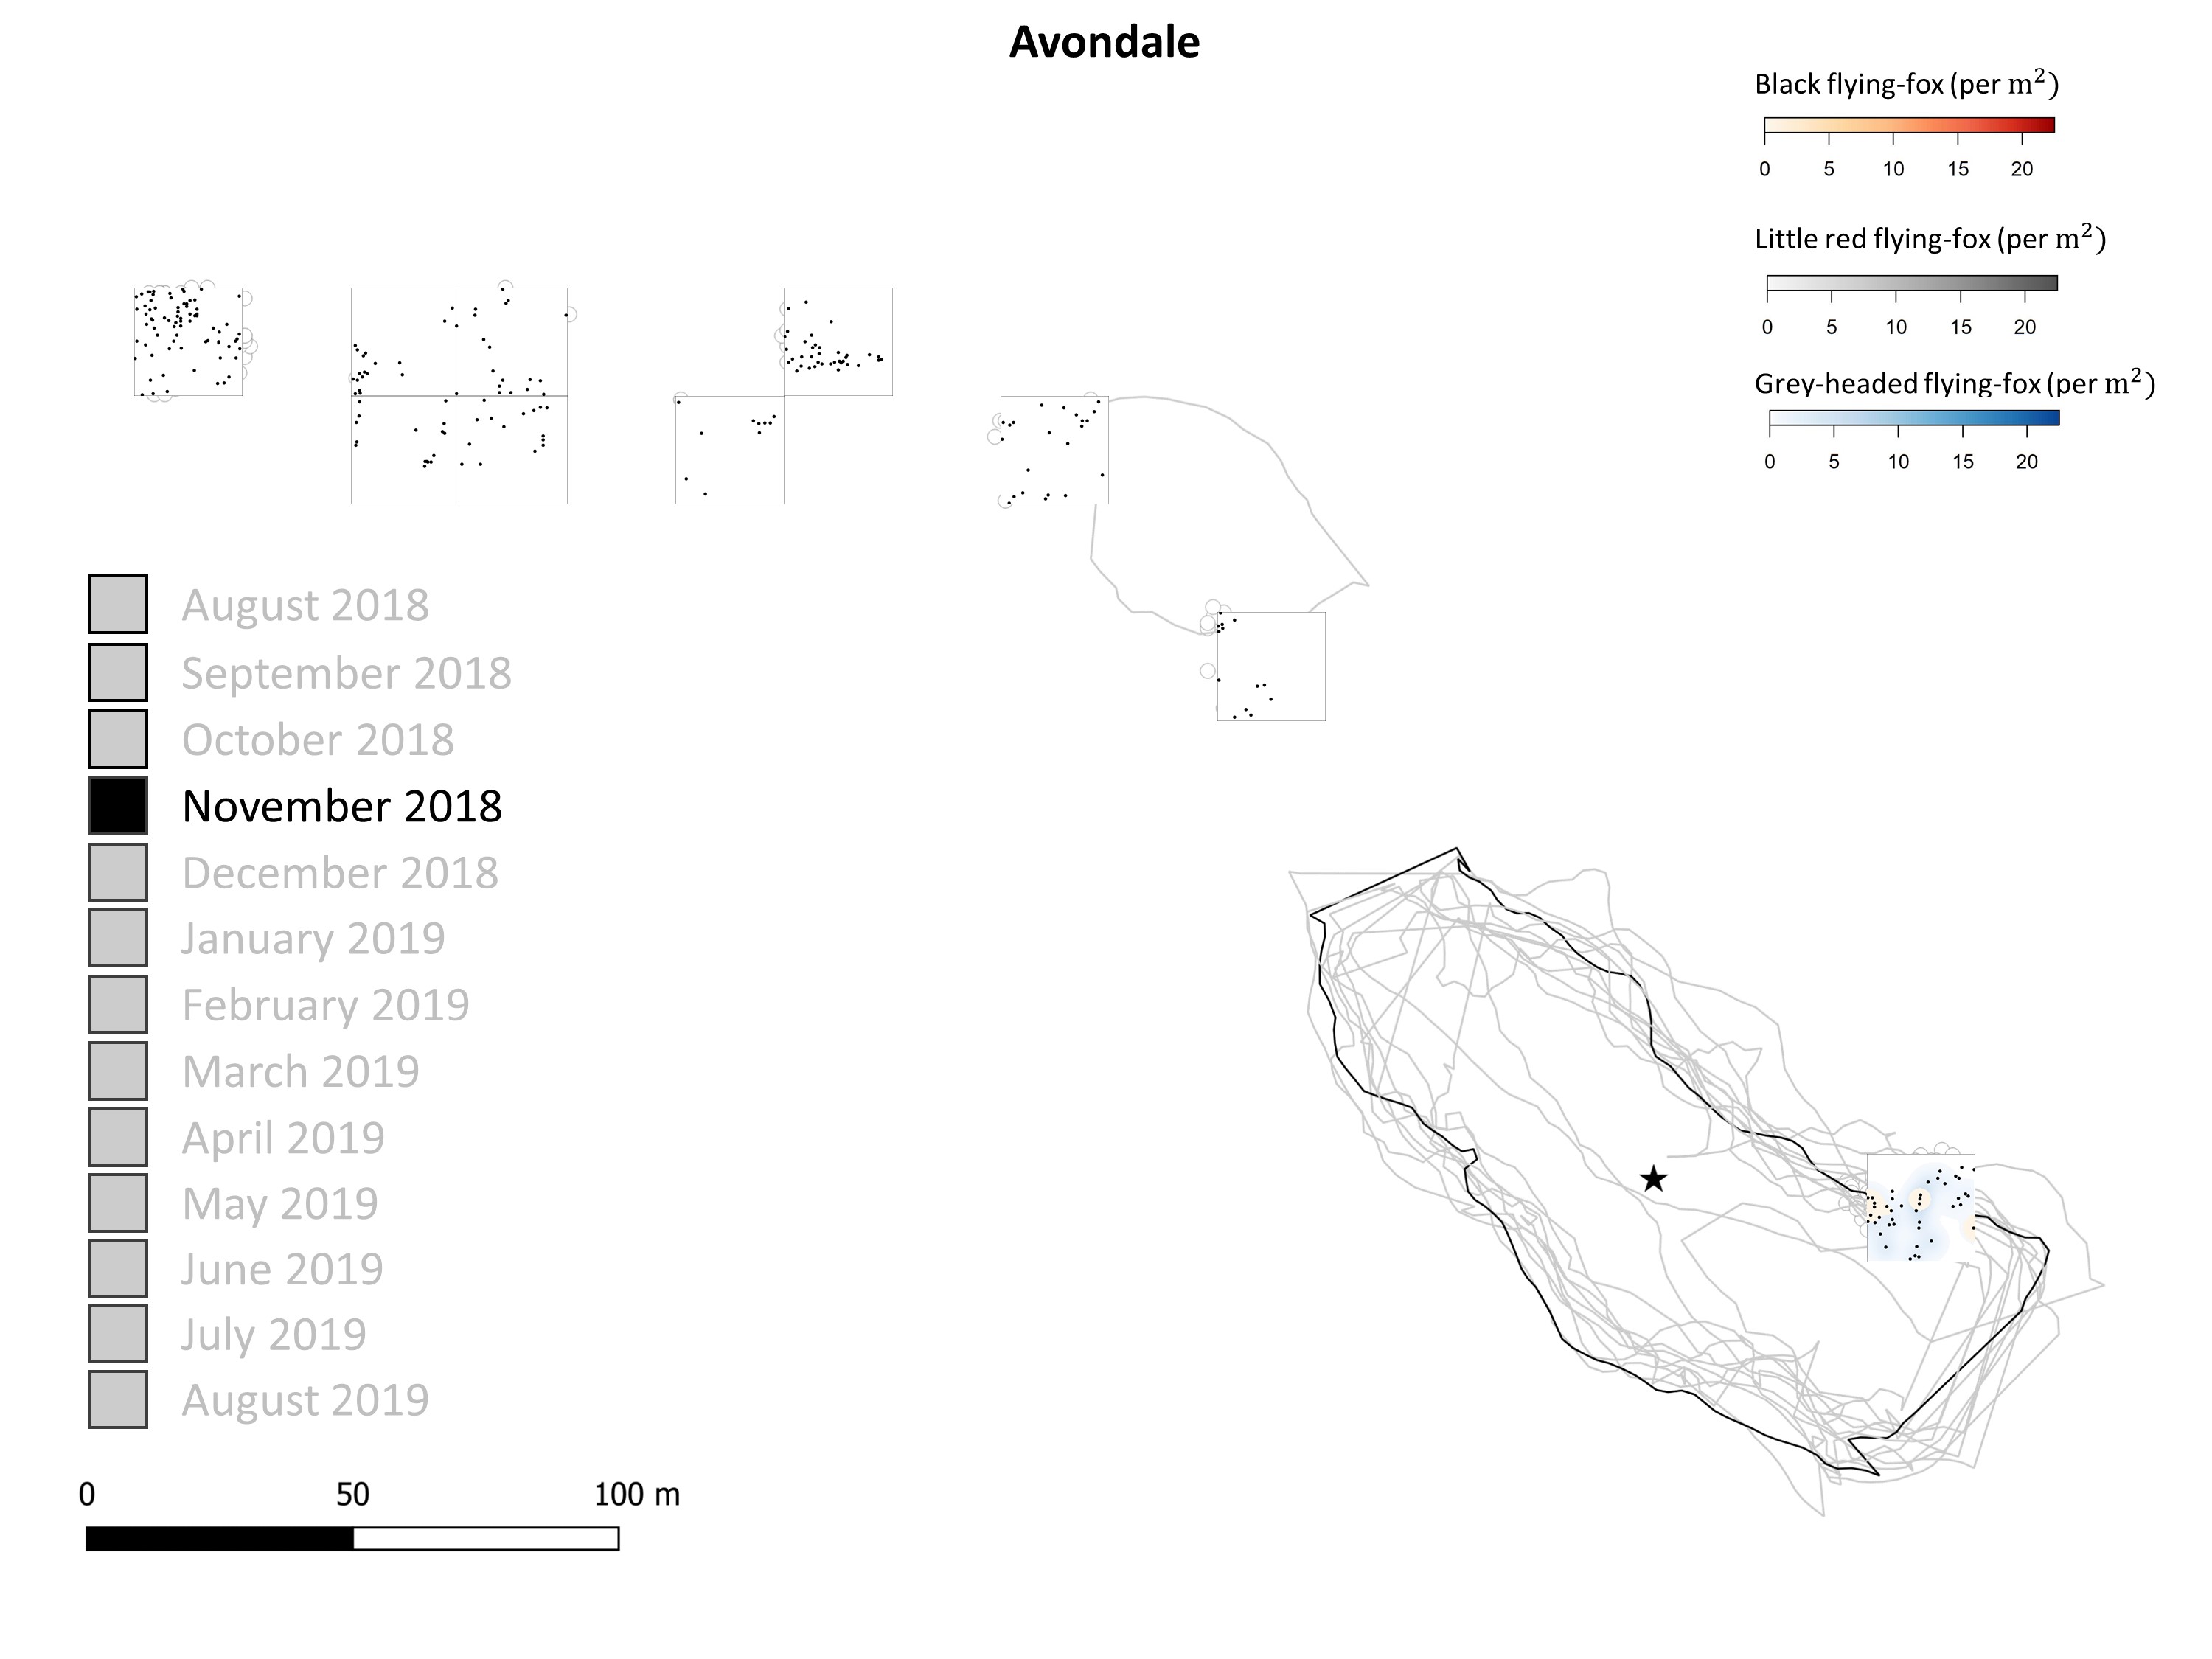 Avondale
Black flying-fox (per m²)
0 5 10 15 20
Little red flying-fox (per m²)
0 5 10 15 20
Grey-headed flying-fox (per m²)
0 5 10 15 20
August 2018
September 2018
October 2018
November 2018
December 2018
January 2019
February 2019
March 2019
April 2019
May 2019
June 2019
July 2019
August 2019
0 50 100 m